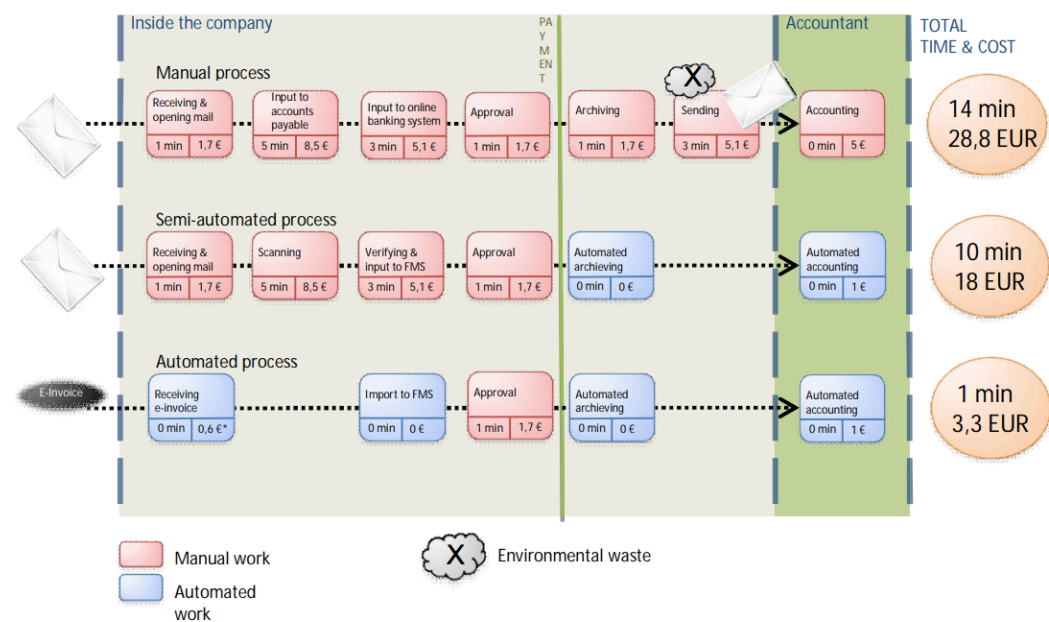 Inside the company
PA
Y
M
EN
T
Accountant
TOTAL
TIME & COST
Manual process
X
Receiving &
opening mail
1 min 1,7 €
Input to
accounts
payable
5 min 8,5 €
Input to online
banking system
3 min 5,1 €
Approval
1 min 1,7 €
Archiving
1 min 1,7 €
Sending
3 min 5,1 €
Accounting
0 min 5 €
14 min
28,8 EUR
Semi-automated process
Receiving &
opening mail
1 min 1,7 €
Scanning
5 min 8,5 €
Verifying &
input to FMS
3 min 5,1 €
Approval
1 min 1,7 €
Automated
archieving
0 min 0 €
Automated
accounting
0 min 1 €
10 min
18 EUR
Automated process
E-Invoice
Receiving
e-invoice
0 min 0,6 €*
Import to FMS
0 min 0 €
Approval
1 min 1,7 €
Automated
archieving
0 min 0 €
Automated
accounting
0 min 1 €
1 min
3,3 EUR
Manual work
X
Environmental waste
Automated
work